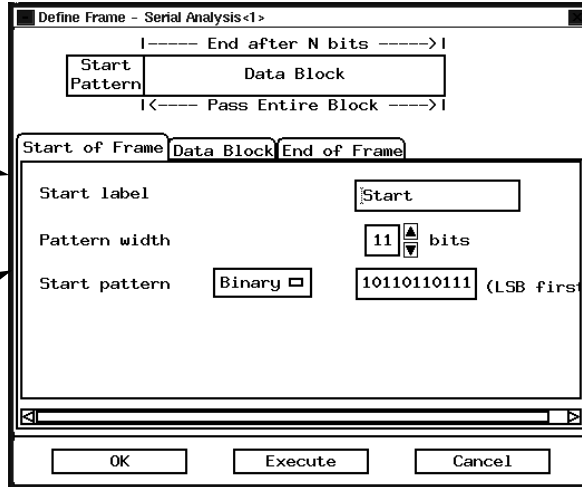 Define Frame - Serial Analysis<1>
|----- End after N bits ----->|
Start
Pattern
Data Block
|<---- Pass Entire Block ---->|
Start of Frame Data Block End of Frame
Start label Start
Pattern width 11 bits
Start pattern Binary 10110110111 (LSB first
OK Execute Cancel